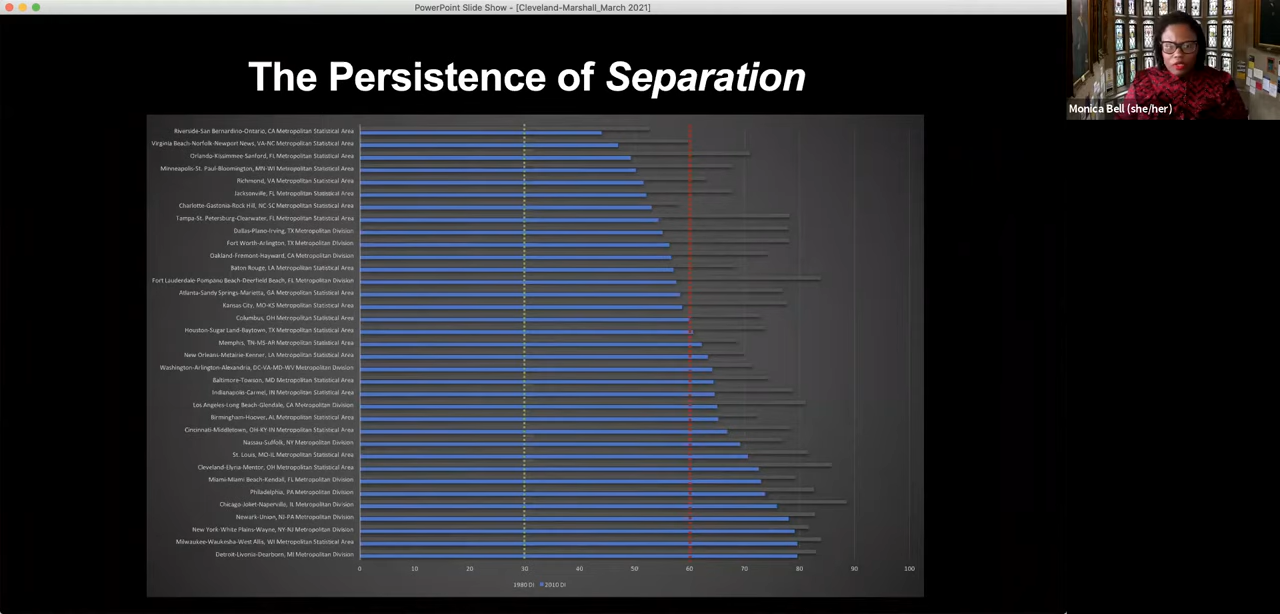 PowerPoint Slide Show - [Cleveland-Marshall_March 2021]
The Persistence of Separation
Monica Bell (she/her)
Riverside-San Bernardino-Ontario, CA Metropolitan Statistical Area
Virginia Beach-Norfolk-Newport News, VA-NC Metropolitan Statistical Area
Orlando-Kissimmee-Sanford, FL Metropolitan Statistical Area
Minneapolis-St. Paul-Bloomington, MN-WI Metropolitan Statistical Area
Richmond, VA Metropolitan Statistical Area
Jacksonville, FL Metropolitan Statistical Area
Charlotte-Gastonia-Rock Hill, NC-SC Metropolitan Statistical Area
Tampa-St. Petersburg-Clearwater, FL Metropolitan Statistical Area
Dallas-Plano-Irving, TX Metropolitan Division
Fort Worth-Arlington, TX Metropolitan Division
Oakland-Fremont-Hayward, CA Metropolitan Division
Baton Rouge, LA Metropolitan Statistical Area
Fort Lauderdale-Pompano Beach-Deerfield Beach, FL Metropolitan Division
Atlanta-Sandy Springs-Marietta, GA Metropolitan Statistical Area
Kansas City, MO-KS Metropolitan Statistical Area
Columbus, OH Metropolitan Statistical Area
Houston-Sugar Land-Baytown, TX Metropolitan Statistical Area
Memphis, TN-MS-AR Metropolitan Statistical Area
New Orleans-Metairie-Kenner, LA Metropolitan Statistical Area
Washington-Arlington-Alexandria, DC-VA-MD-WV Metropolitan Division
Baltimore-Towson, MD Metropolitan Statistical Area
Indianapolis-Carmel, IN Metropolitan Statistical Area
Los Angeles-Long Beach-Glendale, CA Metropolitan Division
Birmingham-Hoover, AL Metropolitan Statistical Area
Cincinnati-Middletown, OH-KY-IN Metropolitan Statistical Area
Nassau-Suffolk, NY Metropolitan Division
St. Louis, MO-IL Metropolitan Statistical Area
Cleveland-Elyria-Mentor, OH Metropolitan Statistical Area
Miami-Miami Beach-Kendall, FL Metropolitan Division
Philadelphia, PA Metropolitan Division
Chicago-Joliet-Naperville, IL Metropolitan Division
Newark-Union, NJ-PA Metropolitan Division
New York-White Plains-Wayne, NY-NJ Metropolitan Division
Milwaukee-Waukesha-West Allis, WI Metropolitan Statistical Area
Detroit-Livonia-Dearborn, MI Metropolitan Division
0 10 20 30 40 50 60 70 80 90 100
1980 DI 2010 DI